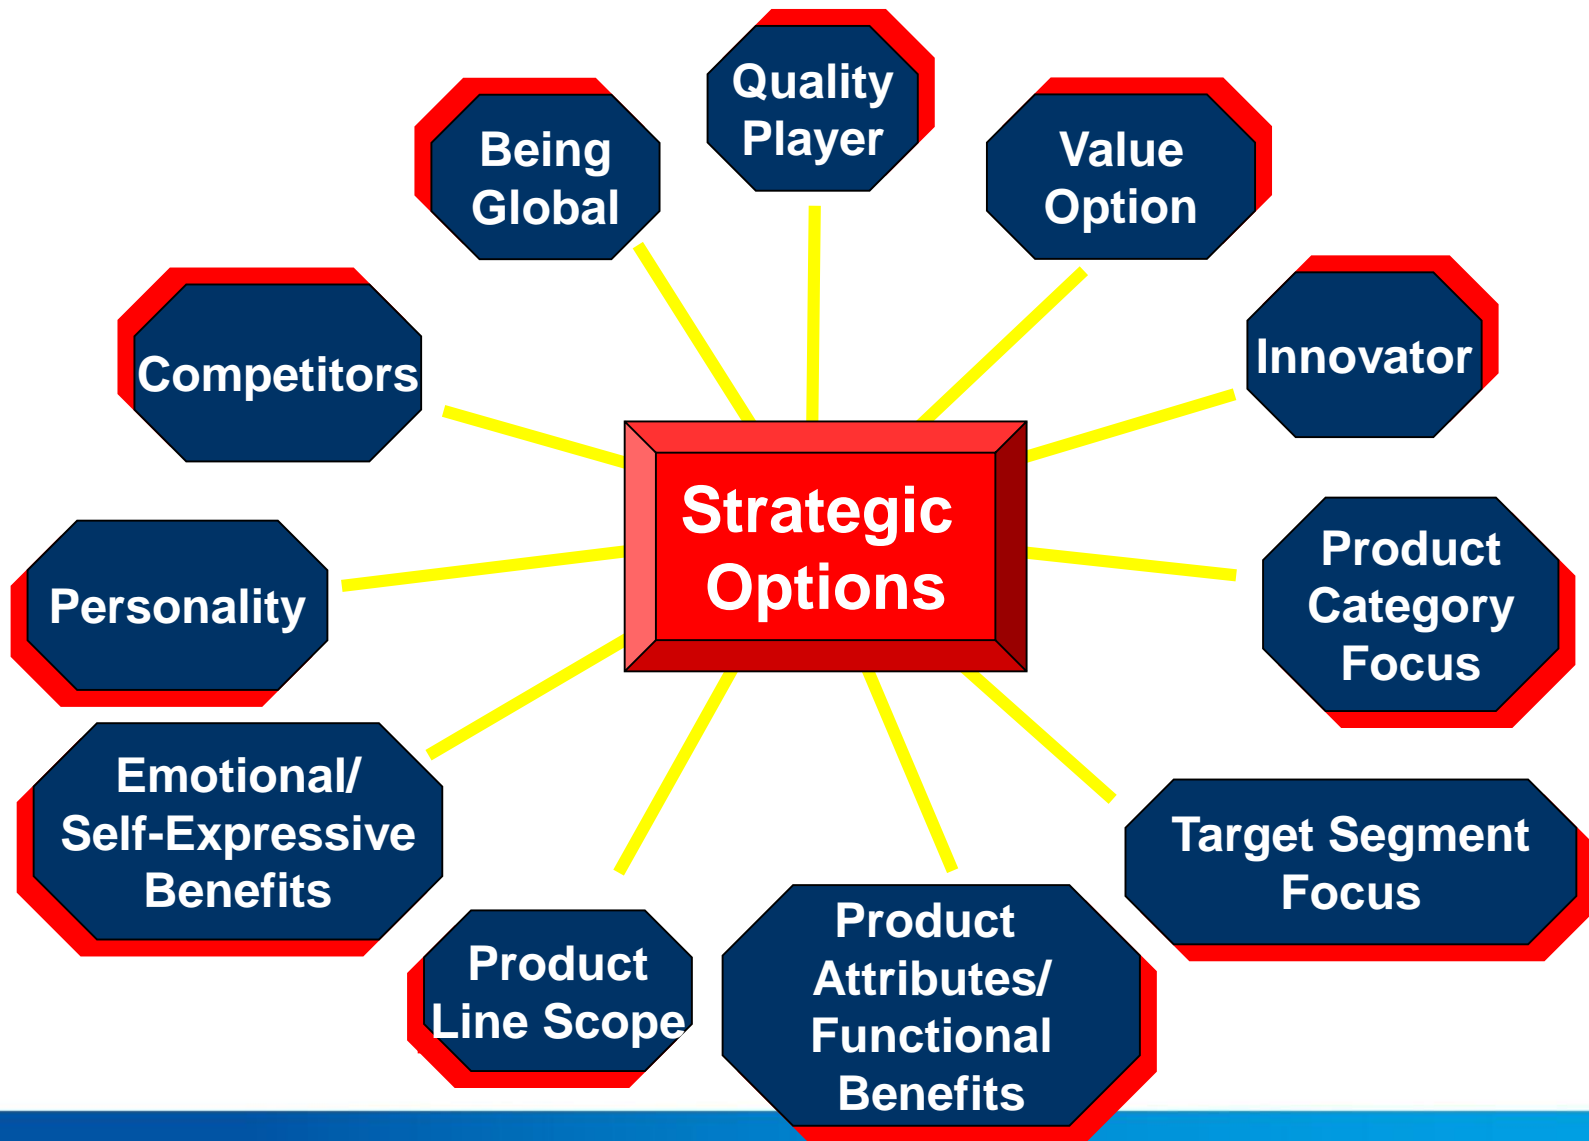 Quality
Player
Being
Global
Value
Option
Innovator
Competitors
Strategic
Options
Product
Category
Focus
Personality
Emotional/
Self-Expressive
Benefits
Target Segment
Focus
Product
Line Scope
Product
Attributes/
Functional
Benefits